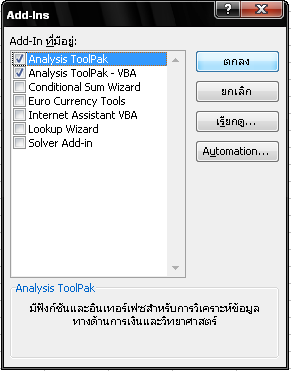 Add-Ins
Add-In ที่มีอยู่:
Analysis ToolPak
Analysis ToolPak - VBA
Conditional Sum Wizard
Euro Currency Tools
Internet Assistant VBA
Lookup Wizard
Solver Add-in
ตกลง
ยกเลิก
เรียกดู...
Automation...
Analysis ToolPak
มีฟังก์ชันและอินเทอร์เฟซสำหรับการวิเคราะห์ข้อมูล
ทางด้านการเงินและวิทยาศาสตร์